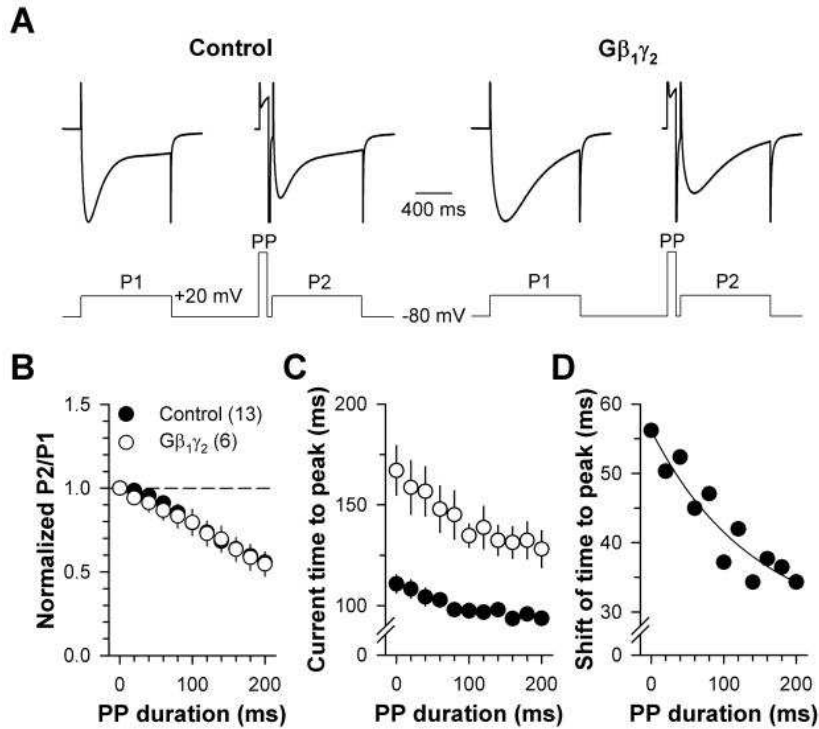 A
Control
Gβ₁γ₂
400 ms
PP
PP
P1
+20 mV
P2
-80 mV
P1
P2
B
1.5
1.0
0.5
0.0
Normalized P2/P1
Control (13)
Gβ₁γ₂ (6)
0
100
200
PP duration (ms)
C
200
150
100
0
Current time to peak (ms)
0
100
200
PP duration (ms)
D
60
50
40
30
0
Shift of time to peak (ms)
0
100
200
PP duration (ms)